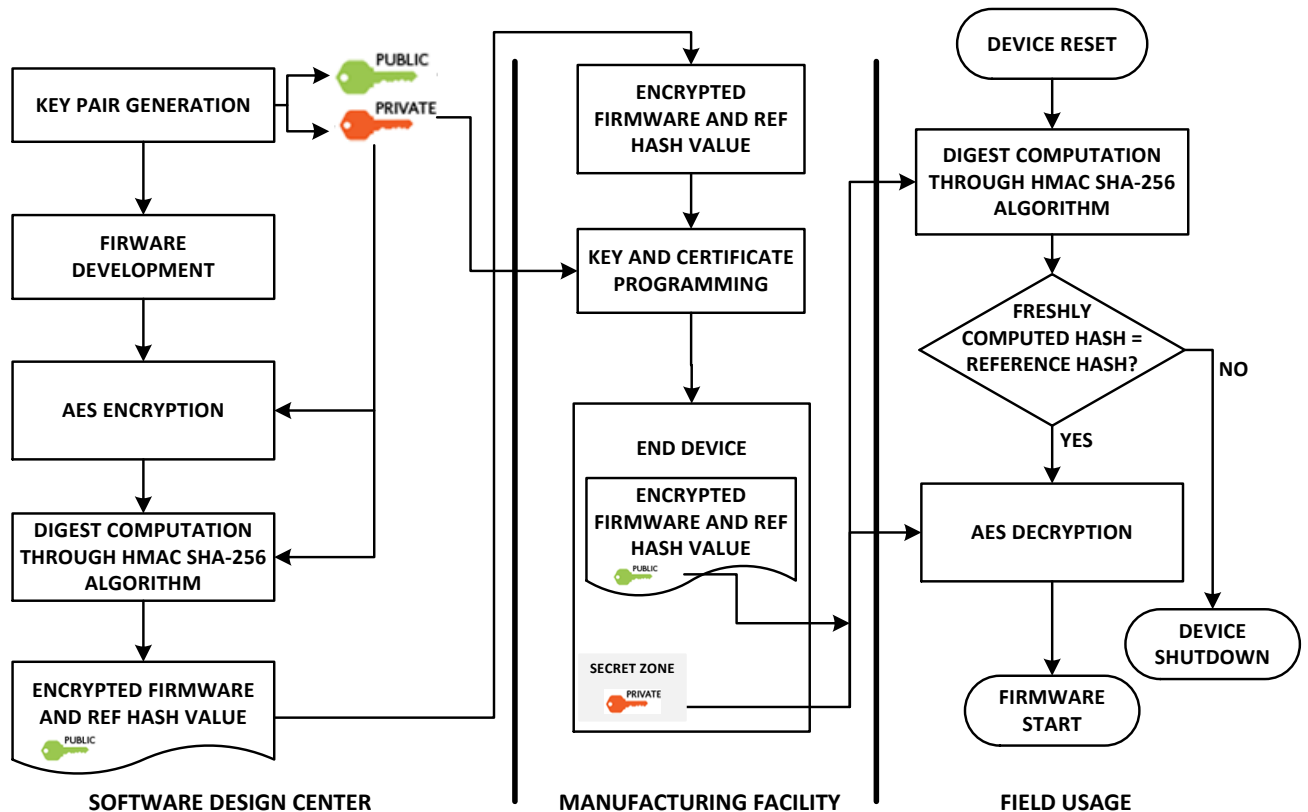 KEY PAIR GENERATION
PUBLIC
PRIVATE
FIRWARE
DEVELOPMENT
AES ENCRYPTION
DIGEST COMPUTATION
THROUGH HMAC SHA-256
ALGORITHM
ENCRYPTED FIRMWARE
AND REF HASH VALUE
PUBLIC
SOFTWARE DESIGN CENTER
ENCRYPTED
FIRMWARE AND REF
HASH VALUE
KEY AND CERTIFICATE
PROGRAMMING
END DEVICE
ENCRYPTED
FIRMWARE AND REF
HASH VALUE
PUBLIC
SECRET ZONE
PRIVATE
MANUFACTURING FACILITY
DEVICE RESET
DIGEST COMPUTATION
THROUGH HMAC SHA-256
ALGORITHM
FRESHLY
COMPUTED HASH =
REFERENCE HASH?
NO
YES
AES DECRYPTION
DEVICE
SHUTDOWN
FIRMWARE
START
FIELD USAGE